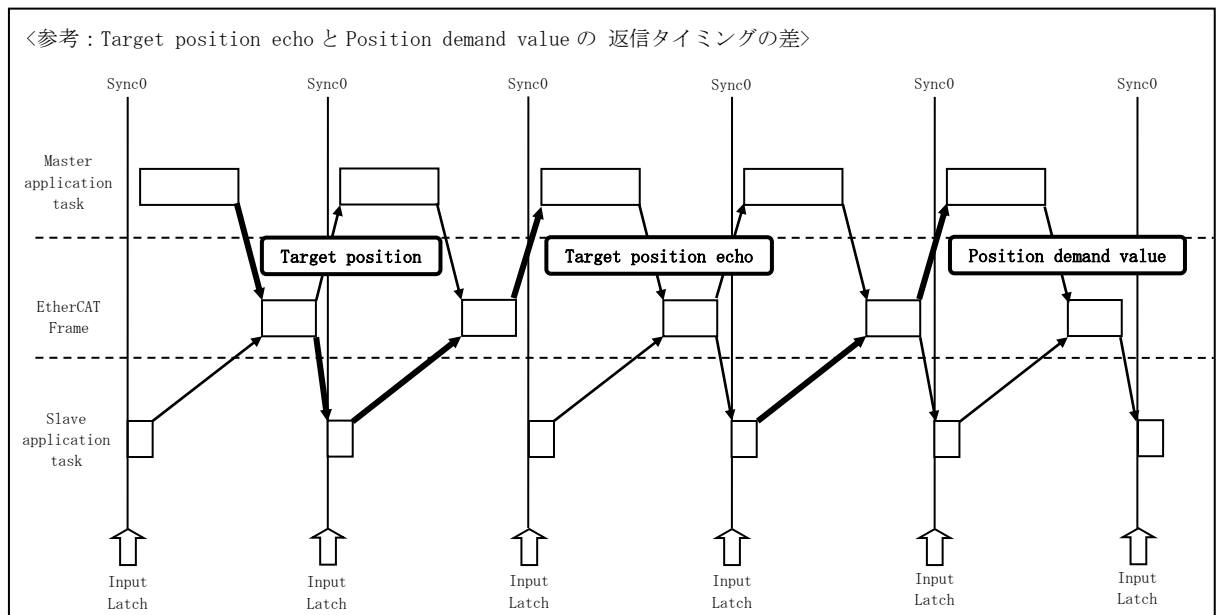 <参考：Target position echo と Position demand value の 返信タイミングの差>
Sync0 Sync0 Sync0 Sync0 Sync0 Sync0
Master
application
task
Target position Target position echo Position demand value
EtherCAT
Frame
Slave
application
task
Input Input Input Input Input Input
Latch Latch Latch Latch Latch Latch